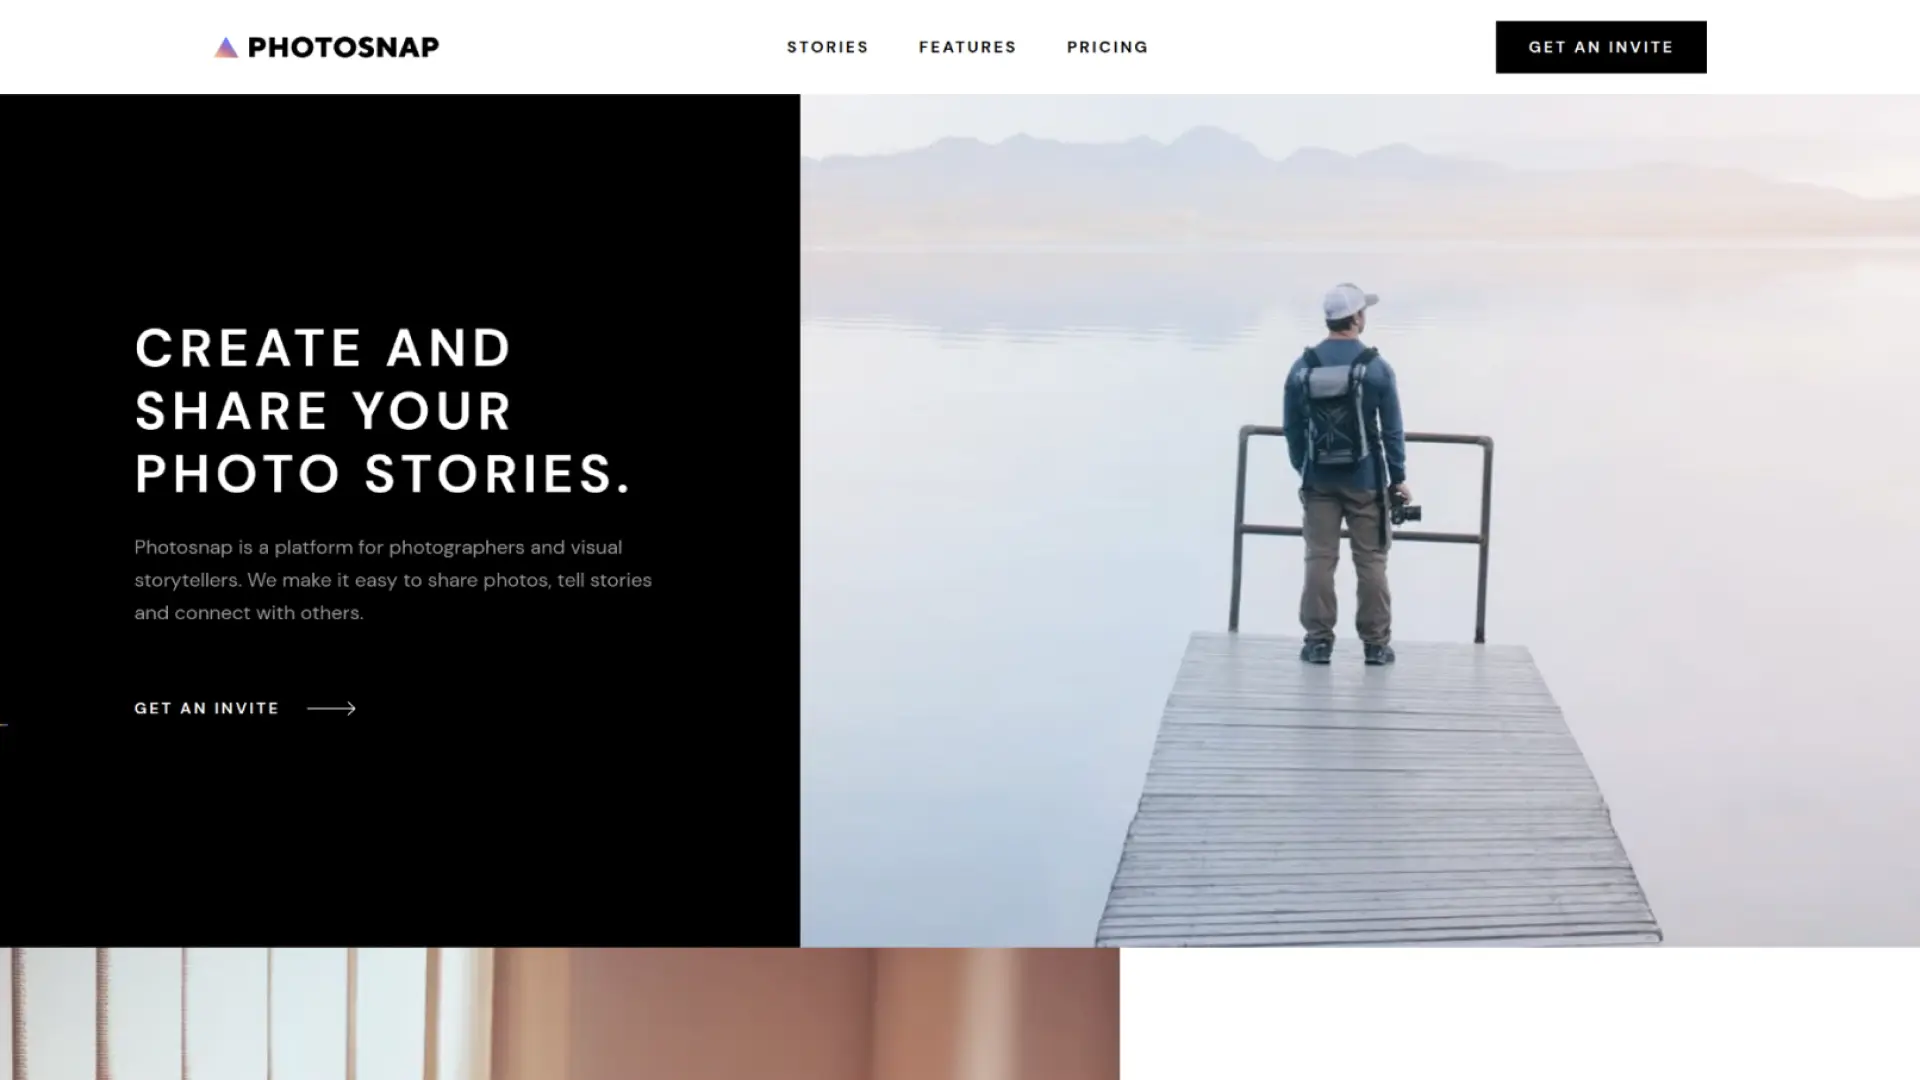 PHOTOSNAP
STORIES
FEATURES
PRICING
GET AN INVITE
CREATE AND
SHARE YOUR
PHOTO STORIES.
Photosnap is a platform for photographers and visual
storytellers. We make it easy to share photos, tell stories
and connect with others.
GET AN INVITE